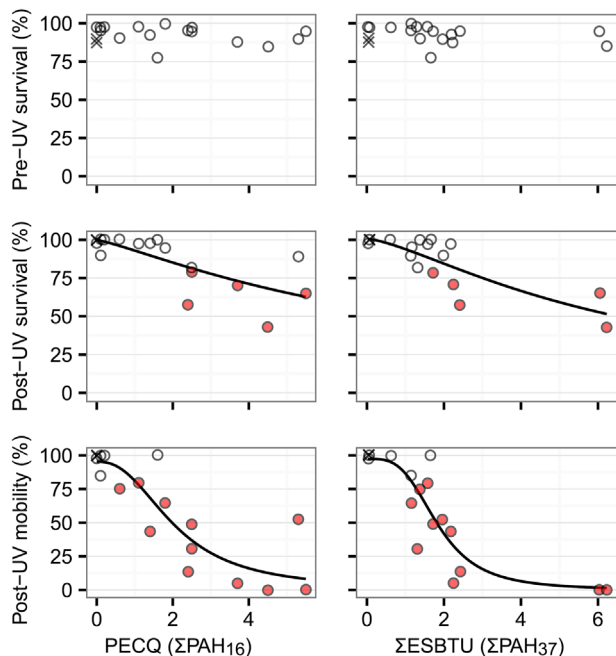 Pre−UV survival (%)
100
75
50
25
0
Post−UV survival (%)
100
75
50
25
0
Post−UV mobility (%)
100
75
50
25
0
0 2 4
0 2 4 6
PECQ (ΣPAH16)
ΣESBTU (ΣPAH37)